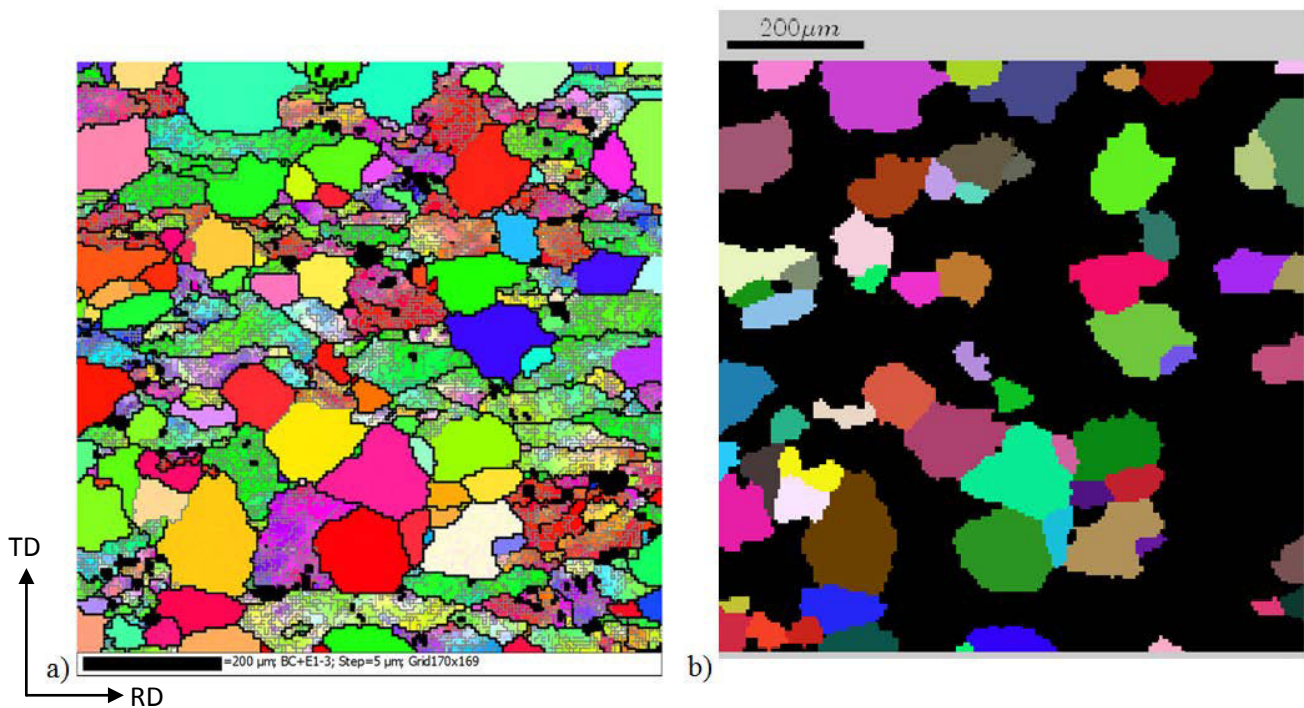 200µm
TD
a)
=200 µm; BC+E1-3; Step=5 µm; Grid170x169
b)
RD